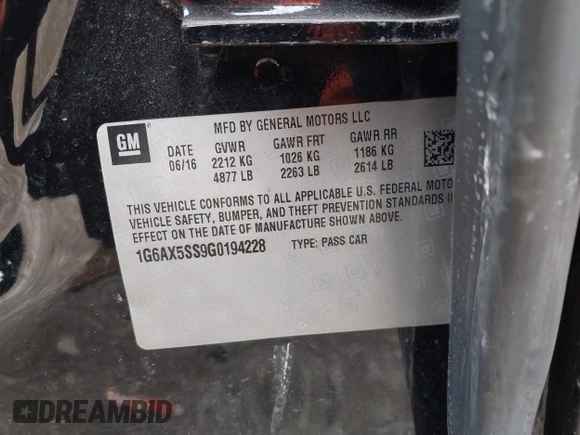 GM
MFD BY GENERAL MOTORS LLC
DATE GVWR GAWR FRT GAWR RR
06/16 2212 KG 1026 KG 1186 KG
4877 LB 2263 LB 2614 LB
THIS VEHICLE CONFORMS TO ALL APPLICABLE U.S. FEDERAL MOTO
VEHICLE SAFETY, BUMPER, AND THEFT PREVENTION STANDARDS I
EFFECT ON THE DATE OF MANUFACTURE SHOWN ABOVE.
1G6AX5SS9G0194228 TYPE: PASS CAR
DREAMBID